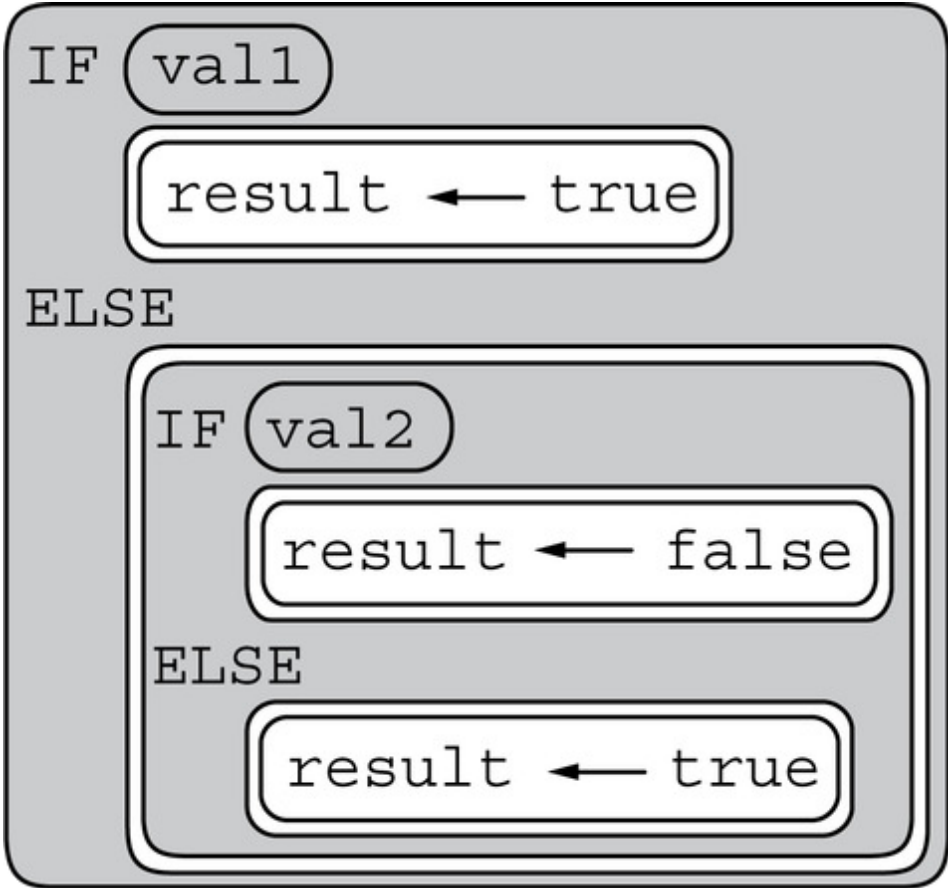 IF val1
result ← true
ELSE
IF val2
result ← false
ELSE
result ← true